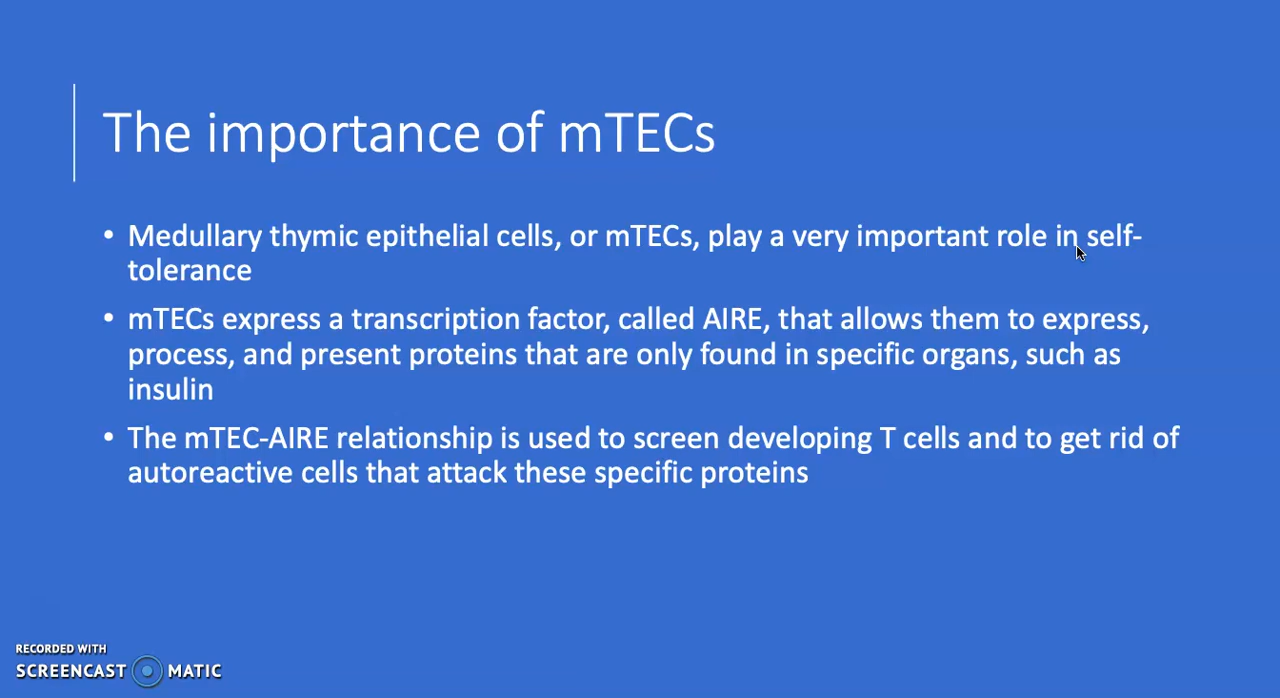 The importance of mTECs
• Medullary thymic epithelial cells, or mTECs, play a very important role in self-
tolerance
• mTECs express a transcription factor, called AIRE, that allows them to express,
process, and present proteins that are only found in specific organs, such as
insulin
• The mTEC-AIRE relationship is used to screen developing T cells and to get rid of
autoreactive cells that attack these specific proteins
RECORDED WITH
SCREENCAST MATIC